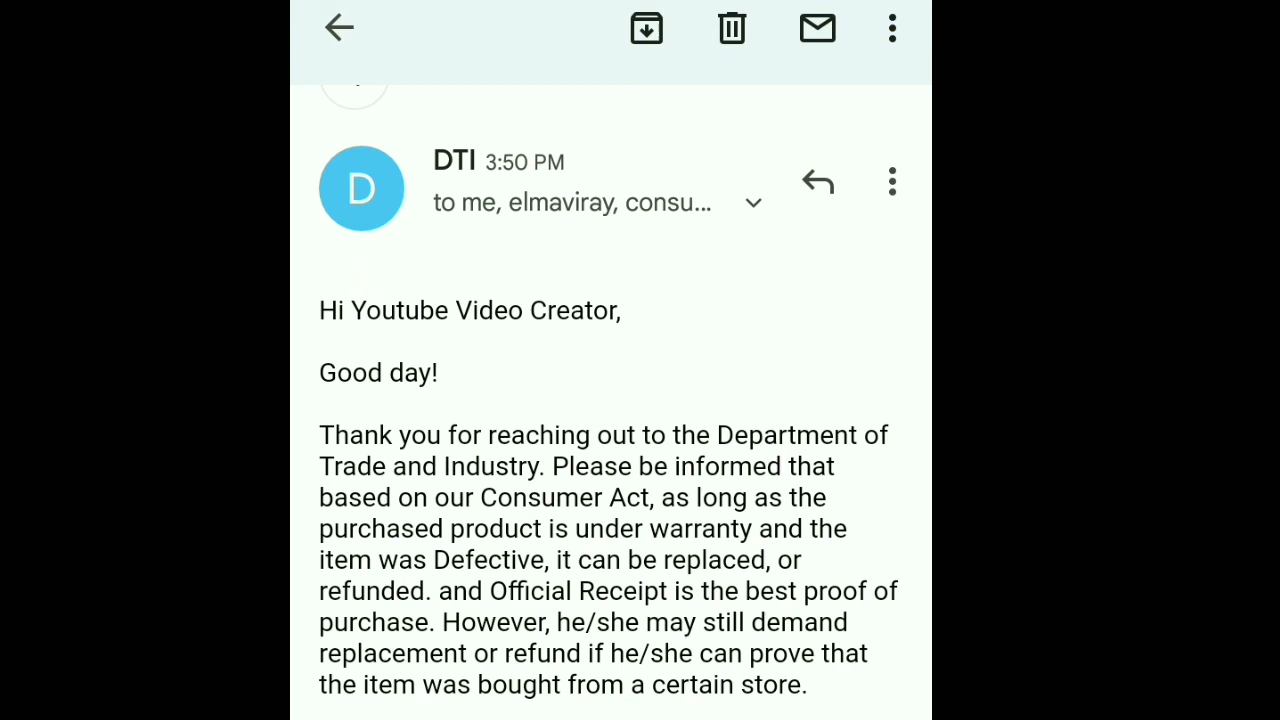 DTI 3:50 PM
D
to me, elmaviray, consu...
Hi Youtube Video Creator,
Good day!
Thank you for reaching out to the Department of
Trade and Industry. Please be informed that
based on our Consumer Act, as long as the
purchased product is under warranty and the
item was Defective, it can be replaced, or
refunded. and Official Receipt is the best proof of
purchase. However, he/she may still demand
replacement or refund if he/she can prove that
the item was bought from a certain store.